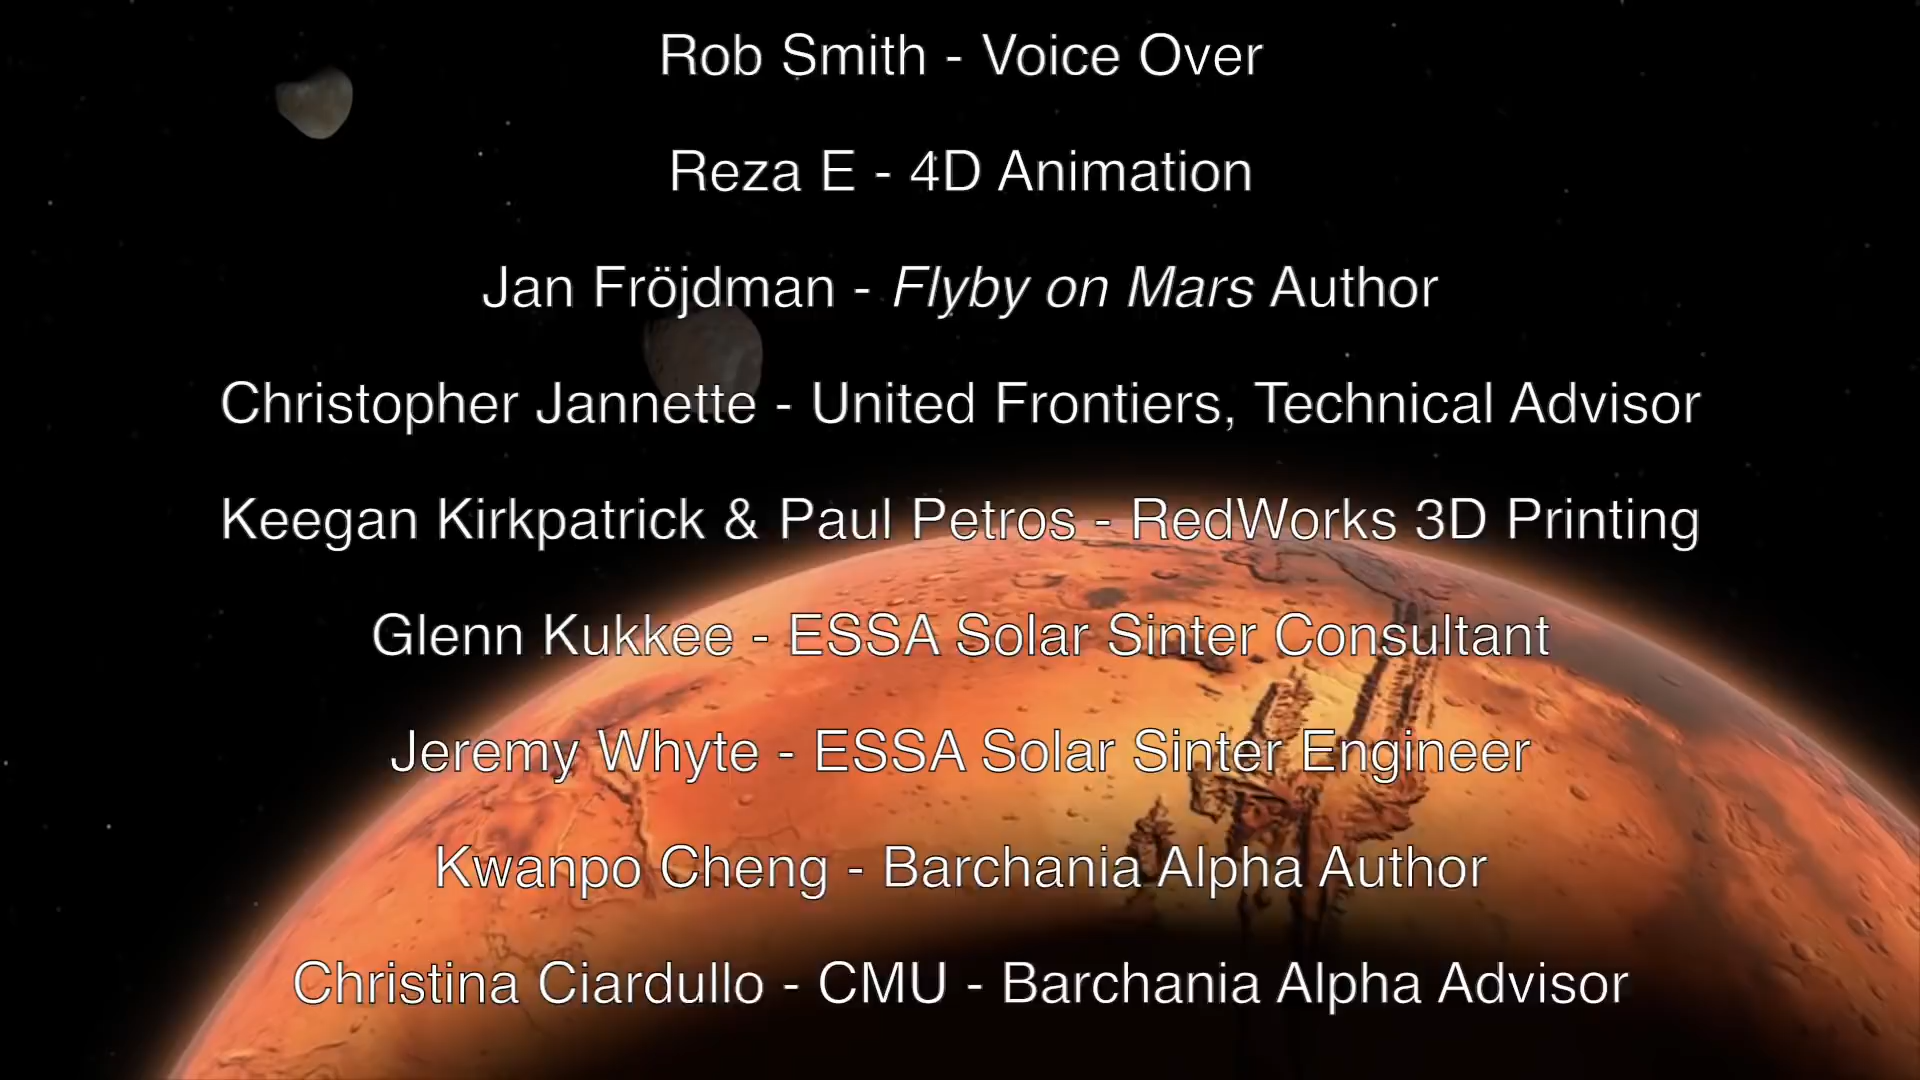 Rob Smith - Voice Over
Reza E - 4D Animation
Jan Fröjdman - Flyby on Mars Author
Christopher Jannette - United Frontiers, Technical Advisor
Keegan Kirkpatrick & Paul Petros - RedWorks 3D Printing
Glenn Kukkee - ESSA Solar Sinter Consultant
Jeremy Whyte - ESSA Solar Sinter Engineer
Kwanpo Cheng - Barchania Alpha Author
Christina Ciardullo - CMU - Barchania Alpha Advisor